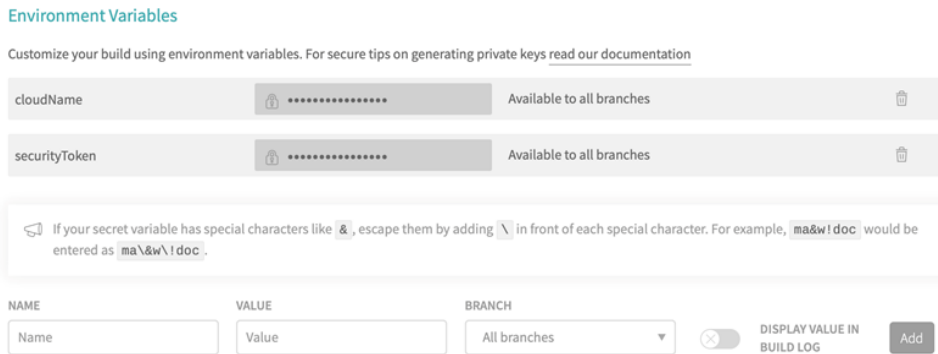 Environment Variables
Customize your build using environment variables. For secure tips on generating private keys read our documentation
cloudName •••••••••••••••• Available to all branches
securityToken •••••••••••••••• Available to all branches
If your secret variable has special characters like & , escape them by adding \ in front of each special character. For example, ma&w!doc would be
entered as ma\&w\!doc .
NAME VALUE BRANCH
Name Value All branches DISPLAY VALUE IN BUILD LOG Add